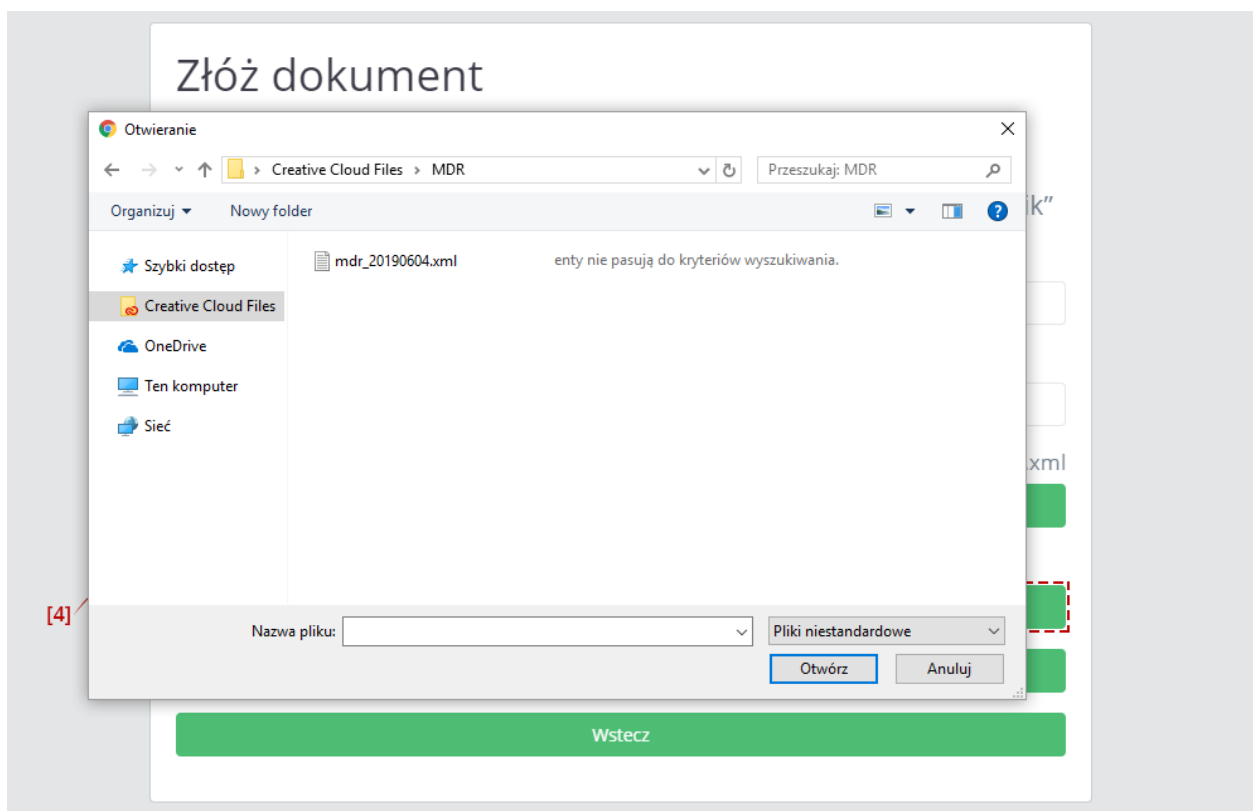 Złóż dokument
Otwieranie
Creative Cloud Files > MDR
Przeszukaj: MDR
Organizuj
Nowy folder
ik”
Szybki dostęp
Creative Cloud Files
OneDrive
Ten komputer
Sieć
mdr_20190604.xml
enty nie pasują do kryteriów wyszukiwania.
.xml
[4]
Nazwa pliku:
Pliki niestandardowe
Otwórz
Anuluj
Wstecz